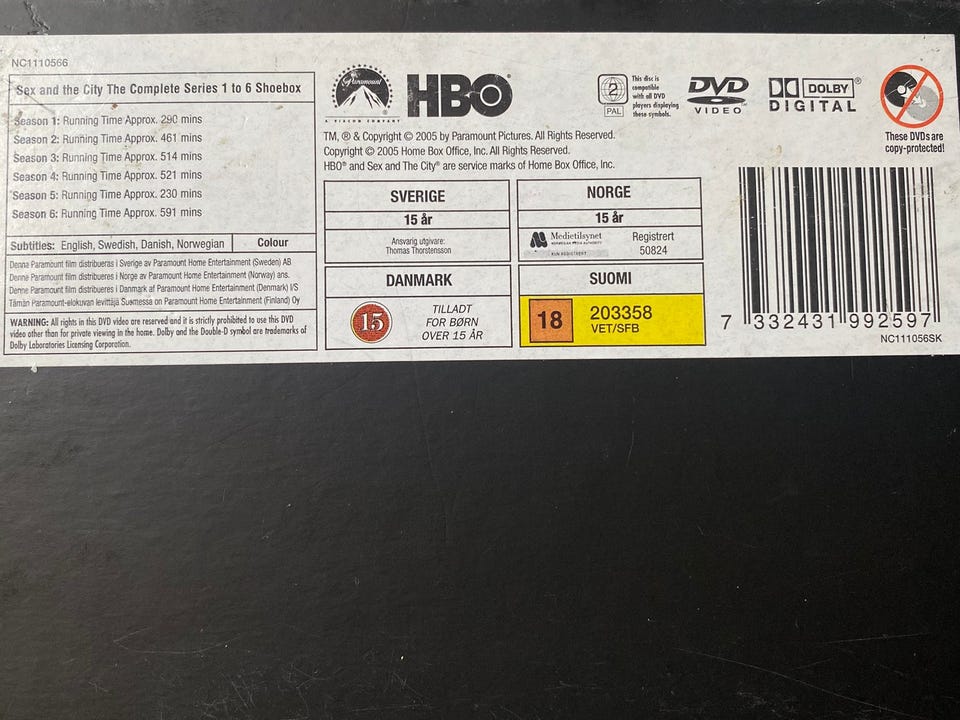 NC1110566
Sex and the City The Complete Series 1 to 6 Shoebox
Season 1: Running Time Approx. 290 mins
Season 2: Running Time Approx. 461 mins
Season 3: Running Time Approx. 514 mins
Season 4: Running Time Approx. 521 mins
Season 5: Running Time Approx. 230 mins
Season 6: Running Time Approx. 591 mins
Subtitles: English, Swedish, Danish, Norwegian
Colour
Denna Paramount film distribueras i Sverige av Paramount Home Entertainment (Sweden) AB
Denne Paramount film distribueres i Norge av Paramount Home Entertainment (Norway) ans.
Denne Paramount film distribueres i Danmark af Paramount Home Entertainment (Denmark) I/S
Tämän Paramount-elokuvan levittäjä Suomessa on Paramount Home Entertainment (Finland) Oy
WARNING: All rights in this DVD video are reserved and it is strictly prohibited to use this DVD
video other than for private viewing in the home. Dolby and the Double-D symbol are trademarks of
Dolby Laboratories Licensing Corporation.
Paramount
A VIACOM COMPANY
HBO®
TM, ® & Copyright © 2005 by Paramount Pictures. All Rights Reserved.
Copyright © 2005 Home Box Office, Inc. All Rights Reserved.
HBO® and Sex and The City® are service marks of Home Box Office, Inc.
SVERIGE
15 år
Ansvarig utgivare:
Thomas Thorstensson
NORGE
15 år
Medietilsynet
NORWEGIAN MEDIA AUTHORITY
KUN REGISTRERT
Registrert
50824
DANMARK
15
TILLADT
FOR BØRN
OVER 15 ÅR
SUOMI
18
203358
VET/SFB
2
PAL
This disc is
compatible
with all DVD
players displaying
these symbols.
DVD
VIDEO
DOLBY®
DIGITAL
These DVDs are
copy-protected!
7 332431 992597
NC111056SK